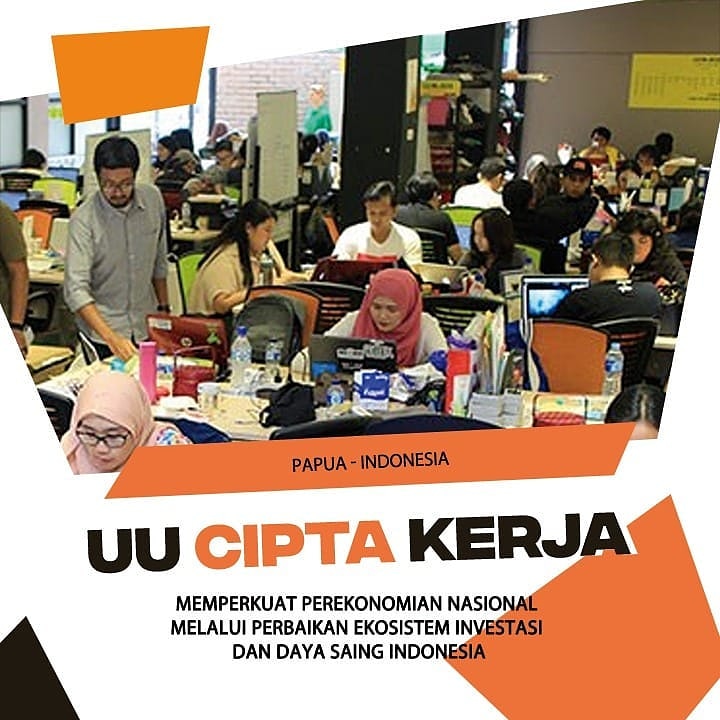 PAPUA - INDONESIA
UU CIPTA KERJA
MEMPERKUAT PEREKONOMIAN NASIONAL
MELALUI PERBAIKAN EKOSISTEM INVESTASI
DAN DAYA SAING INDONESIA